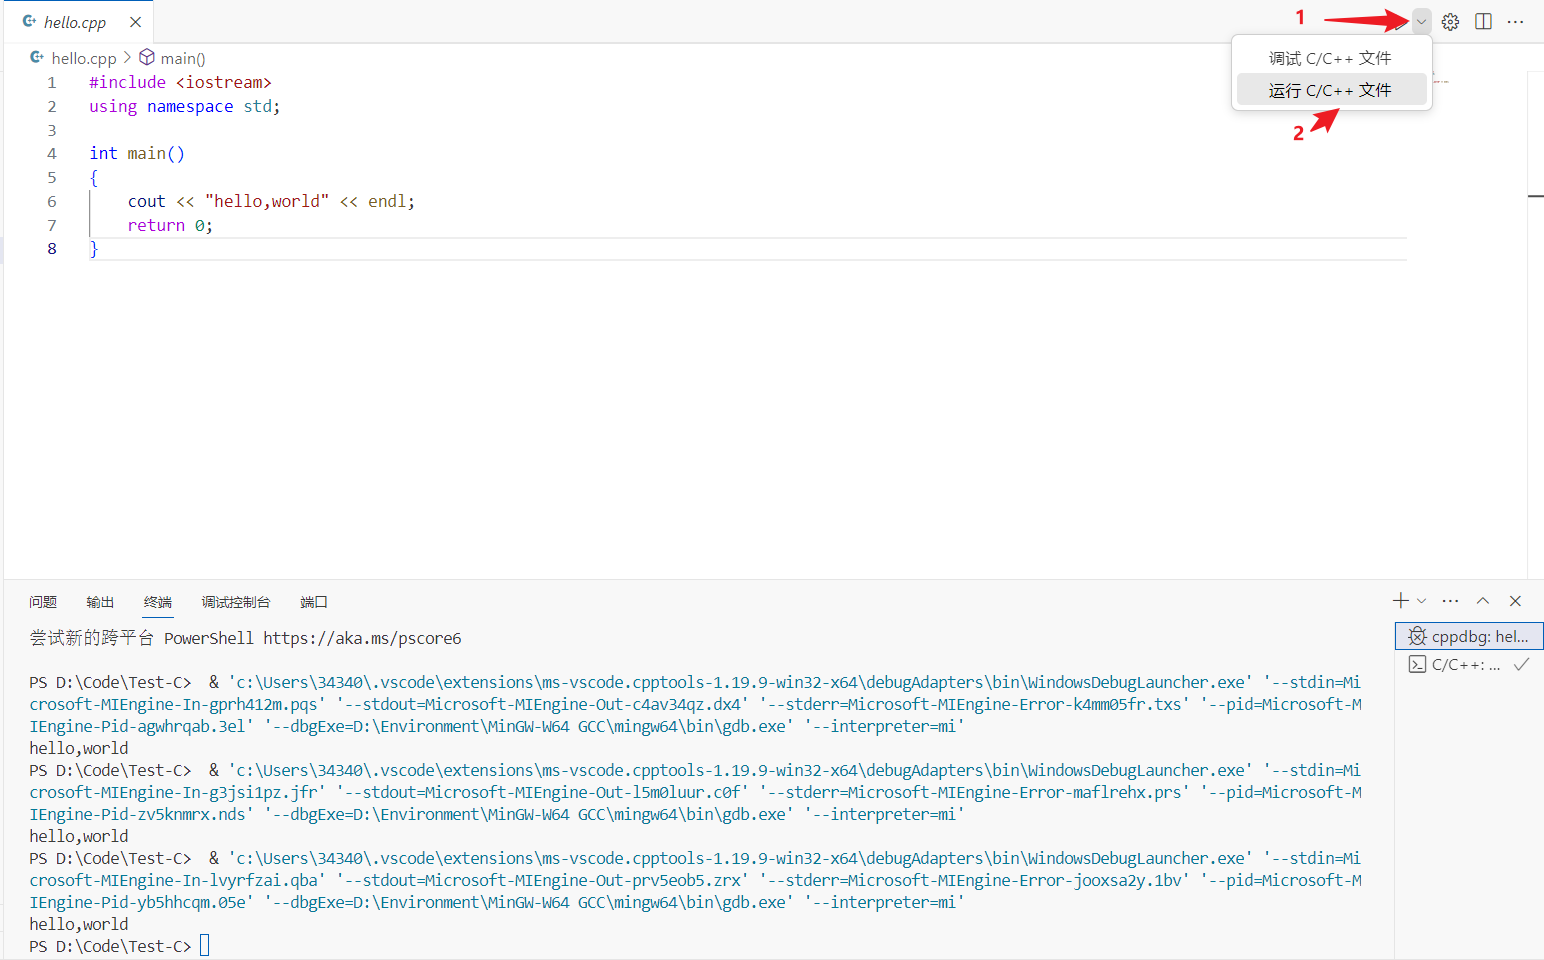 hello.cpp
1
hello.cpp > main()
调试 C/C++ 文件
运行 C/C++ 文件
2
1 #include <iostream>
2 using namespace std;
3
4 int main()
5 {
6     cout << "hello,world" << endl;
7     return 0;
8 }
问题 输出 终端 调试控制台 端口
尝试新的跨平台 PowerShell https://aka.ms/pscore6
cppdbg: hel...
C/C++: ...
PS D:\Code\Test-C>  & 'c:\Users\34340\.vscode\extensions\ms-vscode.cpptools-1.19.9-win32-x64\debugAdapters\bin\WindowsDebugLauncher.exe' '--stdin=Mi
crosoft-MIEngine-In-gprh412m.pqs' '--stdout=Microsoft-MIEngine-Out-c4av34qz.dx4' '--stderr=Microsoft-MIEngine-Error-k4mm05fr.txs' '--pid=Microsoft-M
IEngine-Pid-agwhrqab.3el' '--dbgExe=D:\Environment\MinGW-W64 GCC\mingw64\bin\gdb.exe' '--interpreter=mi'
hello,world
PS D:\Code\Test-C>  & 'c:\Users\34340\.vscode\extensions\ms-vscode.cpptools-1.19.9-win32-x64\debugAdapters\bin\WindowsDebugLauncher.exe' '--stdin=Mi
crosoft-MIEngine-In-g3jsi1pz.jfr' '--stdout=Microsoft-MIEngine-Out-l5m0luur.c0f' '--stderr=Microsoft-MIEngine-Error-maflrehx.prs' '--pid=Microsoft-M
IEngine-Pid-zv5knmrx.nds' '--dbgExe=D:\Environment\MinGW-W64 GCC\mingw64\bin\gdb.exe' '--interpreter=mi'
hello,world
PS D:\Code\Test-C>  & 'c:\Users\34340\.vscode\extensions\ms-vscode.cpptools-1.19.9-win32-x64\debugAdapters\bin\WindowsDebugLauncher.exe' '--stdin=Mi
crosoft-MIEngine-In-lvyrfzai.qba' '--stdout=Microsoft-MIEngine-Out-prv5eob5.zrx' '--stderr=Microsoft-MIEngine-Error-jooxsa2y.1bv' '--pid=Microsoft-M
IEngine-Pid-yb5hhcqm.05e' '--dbgExe=D:\Environment\MinGW-W64 GCC\mingw64\bin\gdb.exe' '--interpreter=mi'
hello,world
PS D:\Code\Test-C>